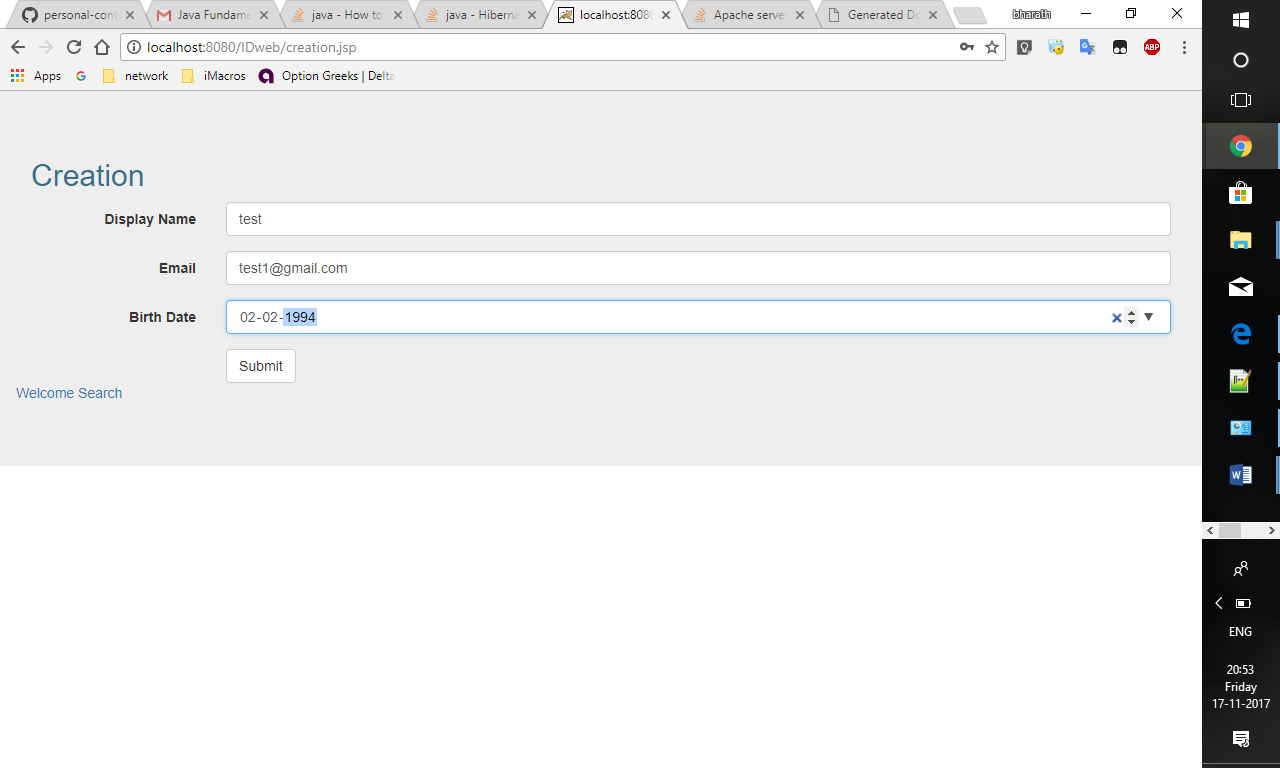 personal-cont
Java Fundame
java - How to
java - Hiberna
localhost:8080
Apache serve
Generated Do
bharath
localhost:8080/IDweb/creation.jsp
ABP
Apps
network
iMacros
Option Greeks | Delta
Creation
Display Name
test
Email
test1@gmail.com
Birth Date
02-02-1994
Submit
Welcome Search
ENG
20:53
Friday
17-11-2017